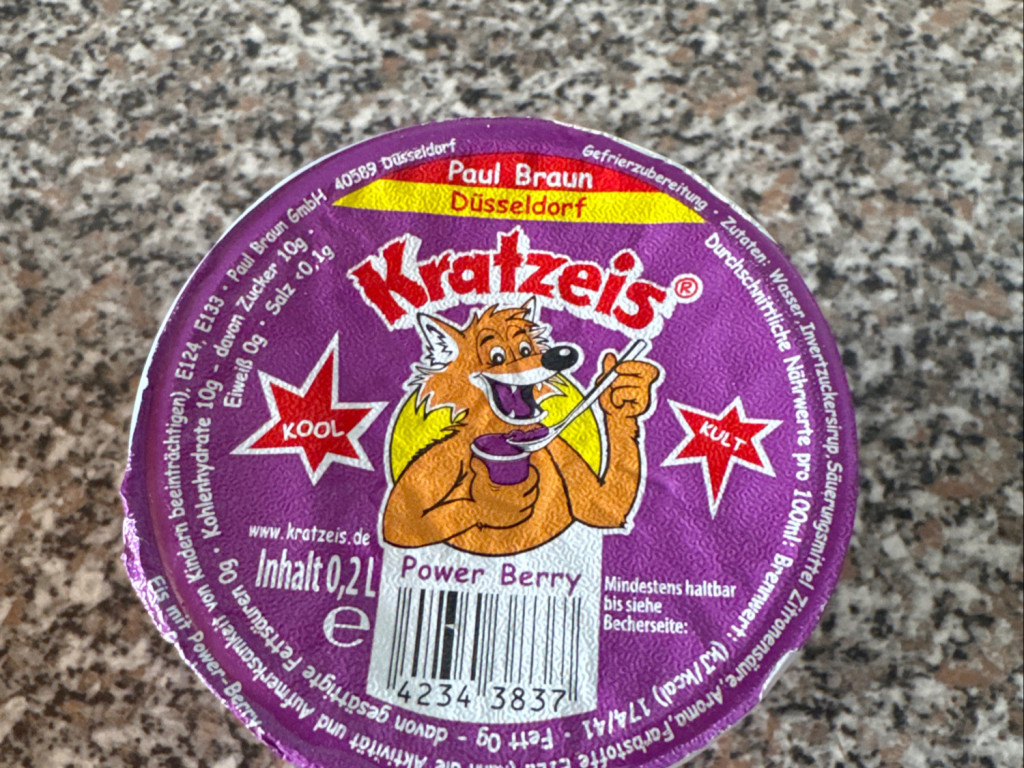 Paul Braun
Düsseldorf
Kratzeis®
KOOL
KULT
www.kratzeis.de
Inhalt 0,2 L
e
Power Berry
4234 3837
Mindestens haltbar
bis siehe
Becherseite:
Gefrierzubereitung · Zutaten: Wasser, Invertzuckersirup, Säuerungsmittel Zitronensäure, Aroma, Farbstoffe
die Aktivität und Aufmerksamkeit von Kindern beeinträchtigen), E124, E133 · Paul Braun GmbH 40589 Düsseldorf
Durchschnittliche Nährwerte pro 100ml: Brennwert: (kJ/kcal) 174/41 - Fett 0g - davon gesättigte Fettsäuren 0g · Kohlenhydrate 10g - davon Zucker 10g ·
Eiweiß 0g · Salz <0,1g
Eis mit Power-Berry